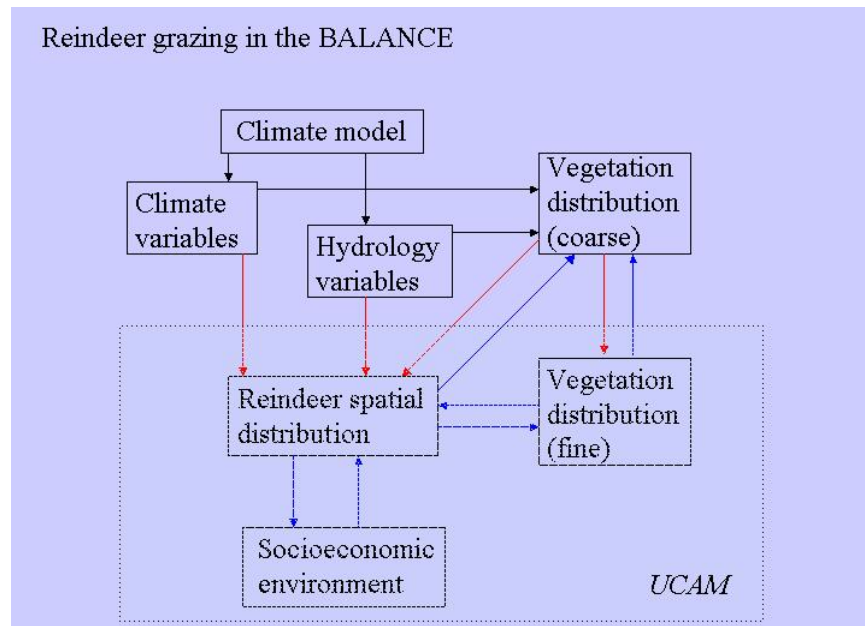 Reindeer grazing in the BALANCE
Climate model
Climate
variables
Hydrology
variables
Vegetation
distribution
(coarse)
Reindeer spatial
distribution
Vegetation
distribution
(fine)
Socioeconomic
environment
UCAM